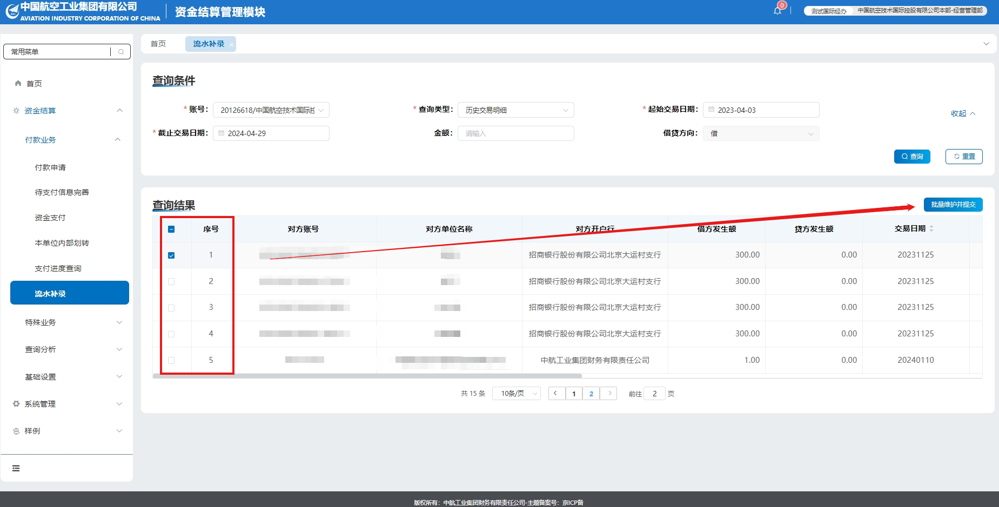 中国航空工业集团有限公司
AVIATION INDUSTRY CORPORATION OF CHINA
资金结算管理模块
0
测试国际经办
中国航空技术国际控股有限公司本部-经营管理部
常用菜单
首页
资金结算
付款业务
付款申请
待支付信息完善
资金支付
本单位内部划转
支付进度查询
流水补录
特殊业务
查询分析
基础设置
系统管理
样例
首页
流水补录
查询条件
* 账号：
20126618/中国航空技术国际控
* 查询类型：
历史交易明细
* 起始交易日期：
2023-04-03
收起
* 截止交易日期：
2024-04-29
金额：
请输入
借贷方向：
借
查询
重置
查询结果
批量维护并提交
序号 对方账号 对方单位名称 对方开户行 借方发生额 贷方发生额 交易日期
1 招商银行股份有限公司北京大运村支行 300.00 0.00 20231125
2 招商银行股份有限公司北京大运村支行 300.00 0.00 20231125
3 招商银行股份有限公司北京大运村支行 300.00 0.00 20231125
4 招商银行股份有限公司北京大运村支行 300.00 0.00 20231125
5 中航工业集团财务有限责任公司 1.00 0.00 20240110
共 15 条 10条/页 1 2 前往 2 页
版权所有：中航工业集团财务有限责任公司-主题备案号：京ICP备